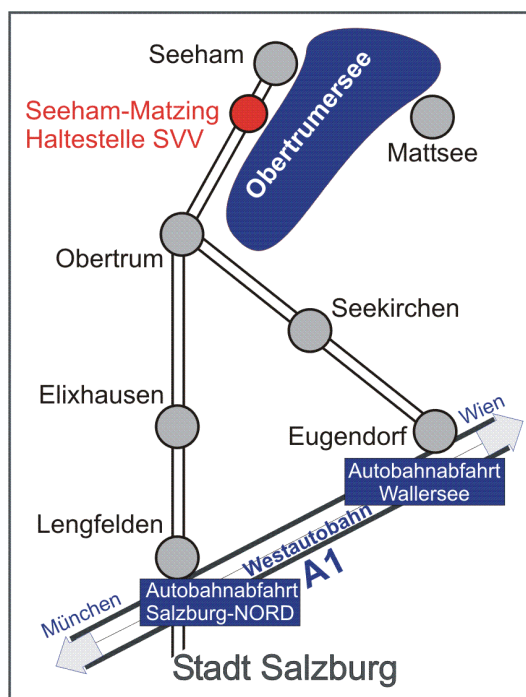 Seeham
Seeham-Matzing
Haltestelle SVV
Obertrumersee
Mattsee
Obertrum
Seekirchen
Elixhausen
Wien
Eugendorf
Autobahnabfahrt
Wallersee
Lengfelden
Westautobahn
A1
Autobahnabfahrt
Salzburg-NORD
München
Stadt Salzburg